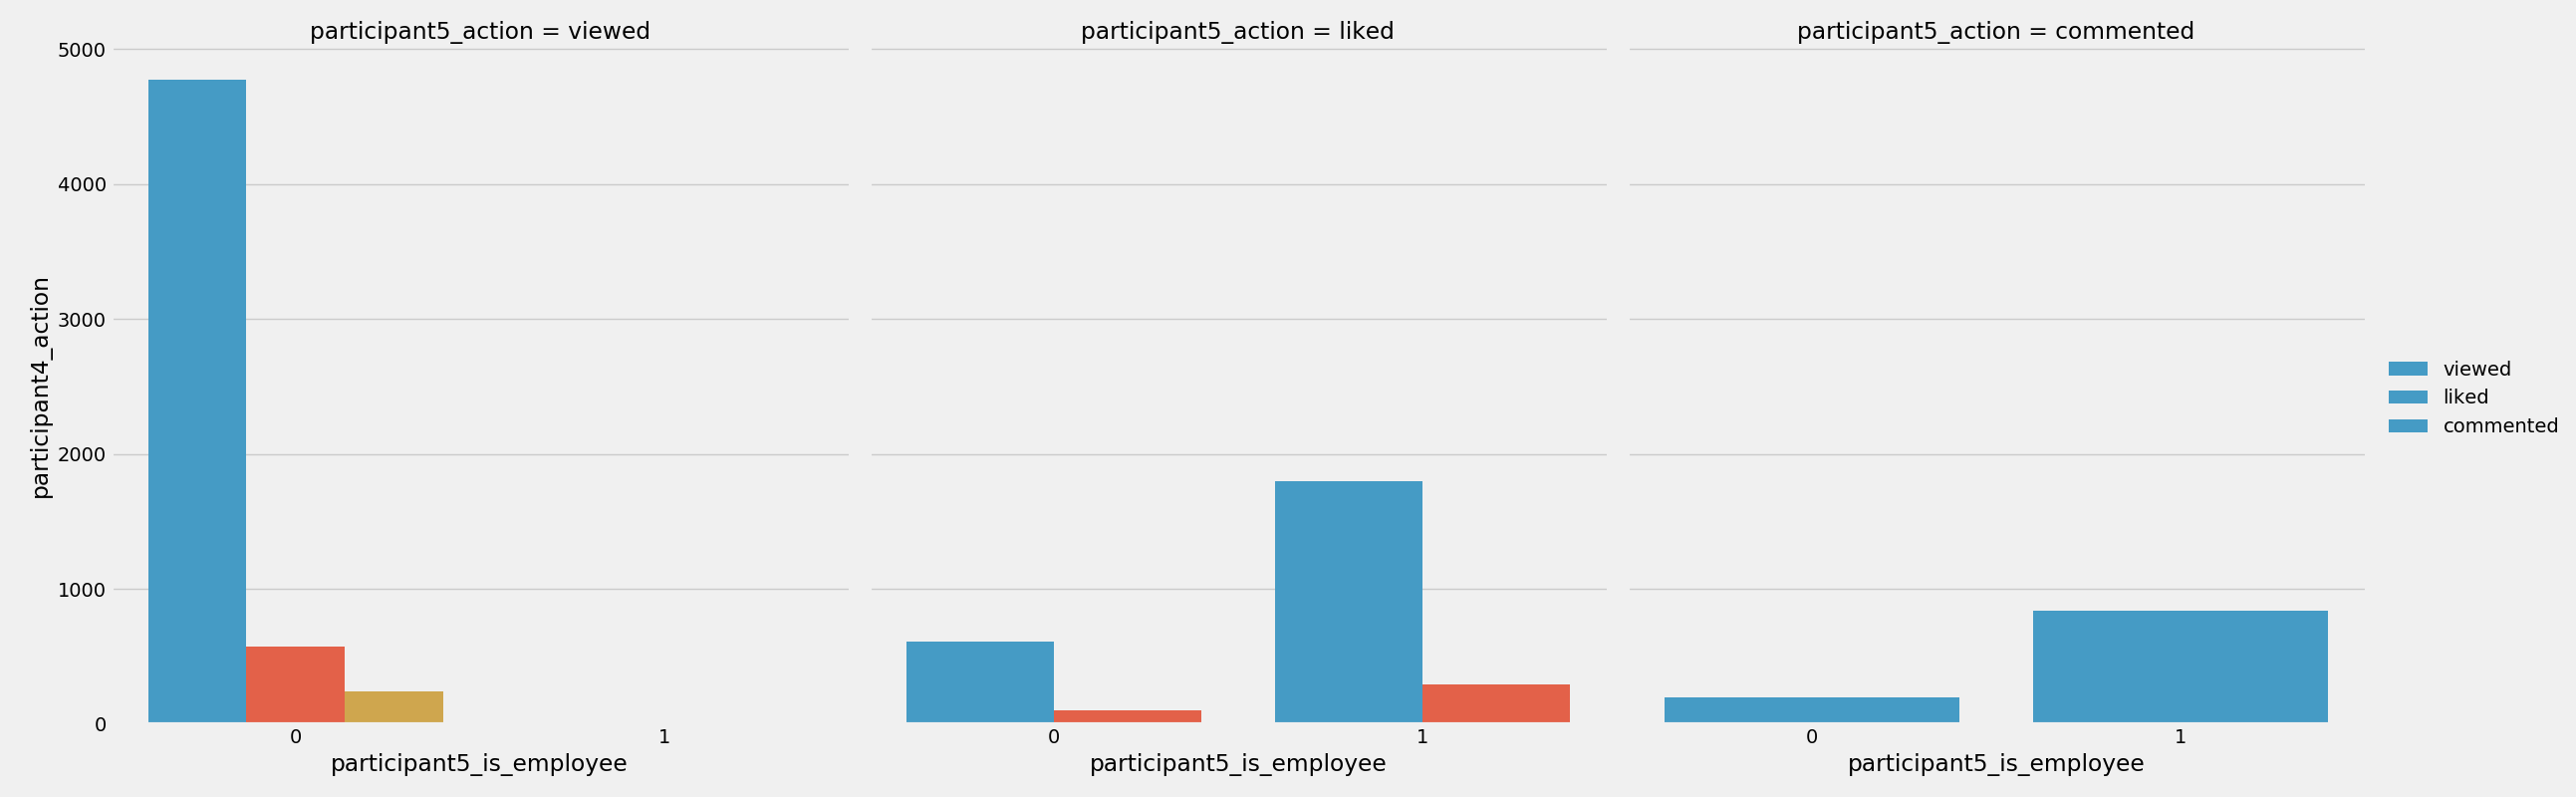 participant5_action = viewed
participant5_action = liked
participant5_action = commented
5000
4000
3000
2000
1000
0
participant4_action
0 1
0 1
0 1
participant5_is_employee
participant5_is_employee
participant5_is_employee
viewed
liked
commented